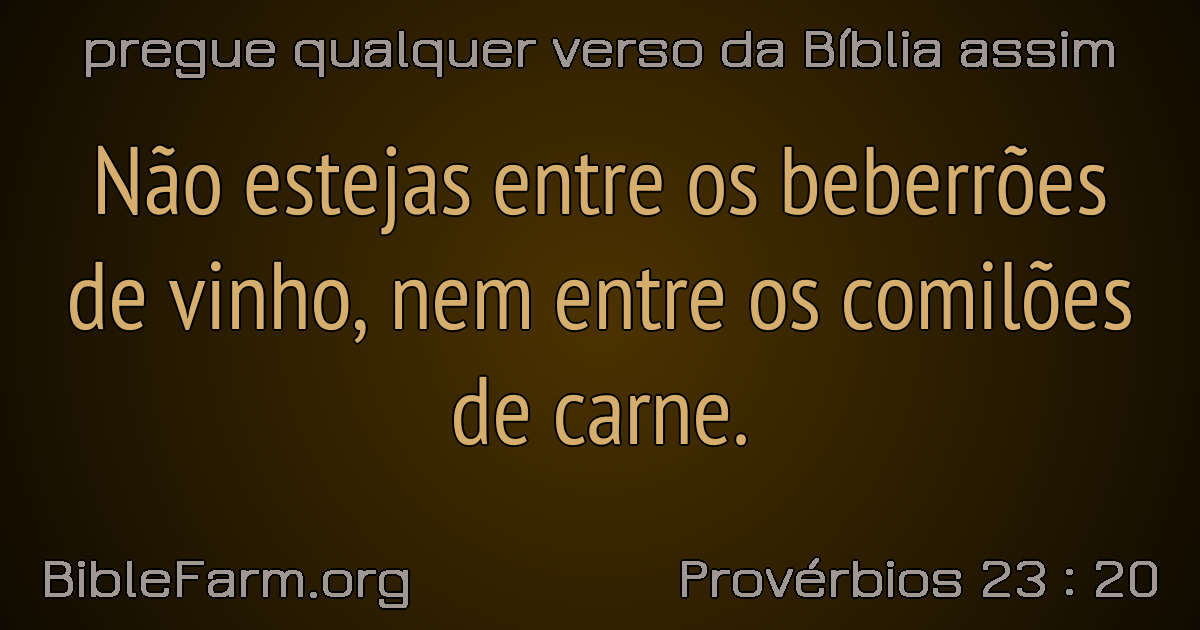 pregue qualquer verso da Bíblia assim
Não estejas entre os beberrões
de vinho, nem entre os comilões
de carne.
BibleFarm.org
Provérbios 23 : 20